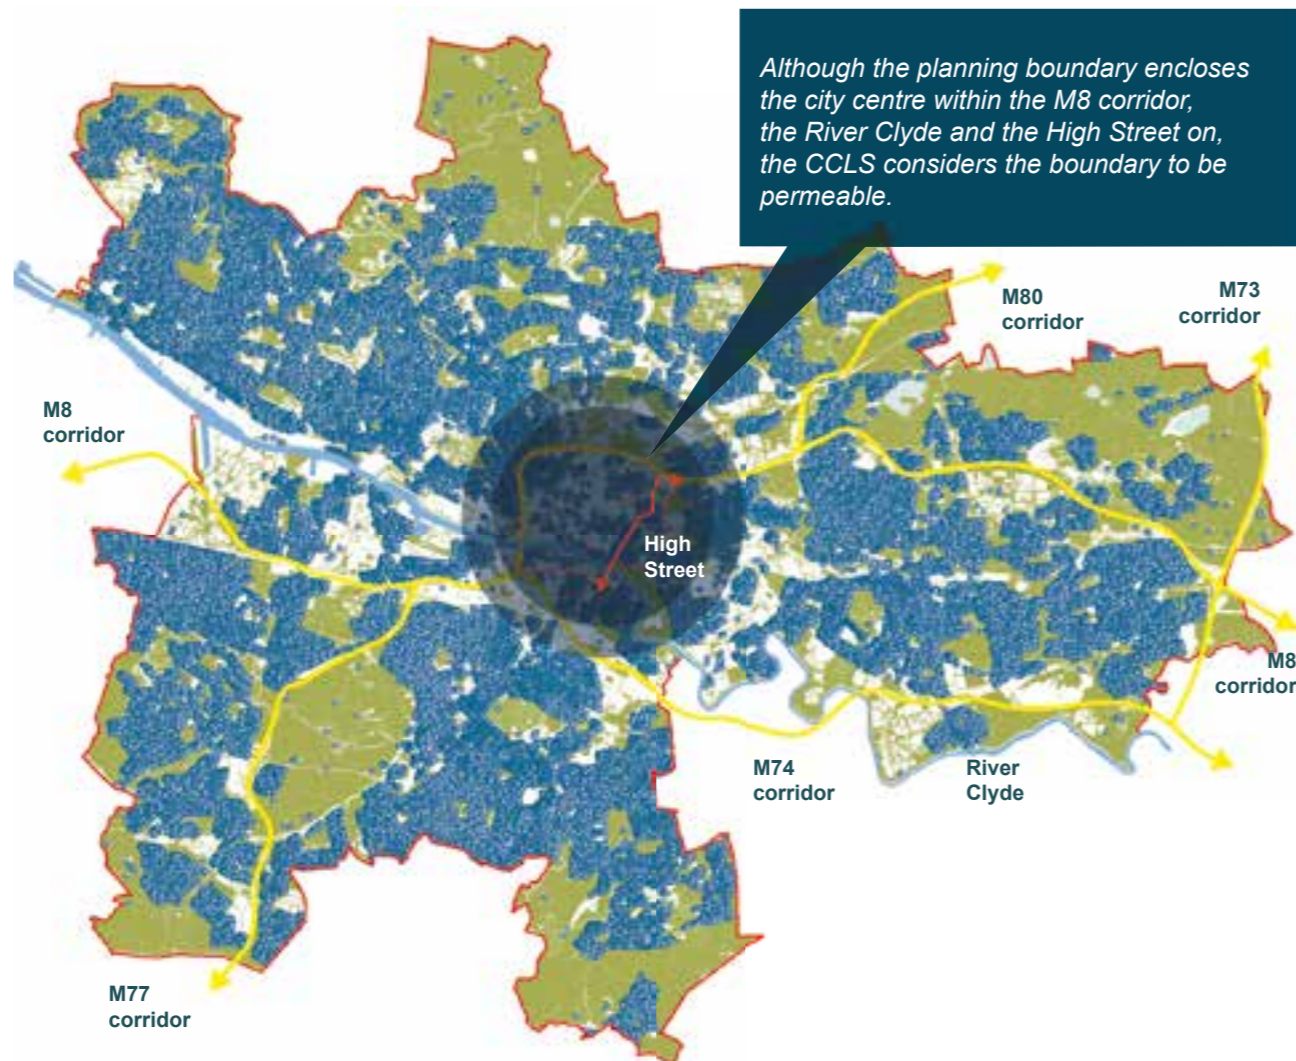 Although the planning boundary encloses
the city centre within the M8 corridor,
the River Clyde and the High Street on,
the CCLS considers the boundary to be
permeable.
M80
corridor
M73
corridor
M8
corridor
High
Street
M8
corridor
M74
corridor
River
Clyde
M77
corridor